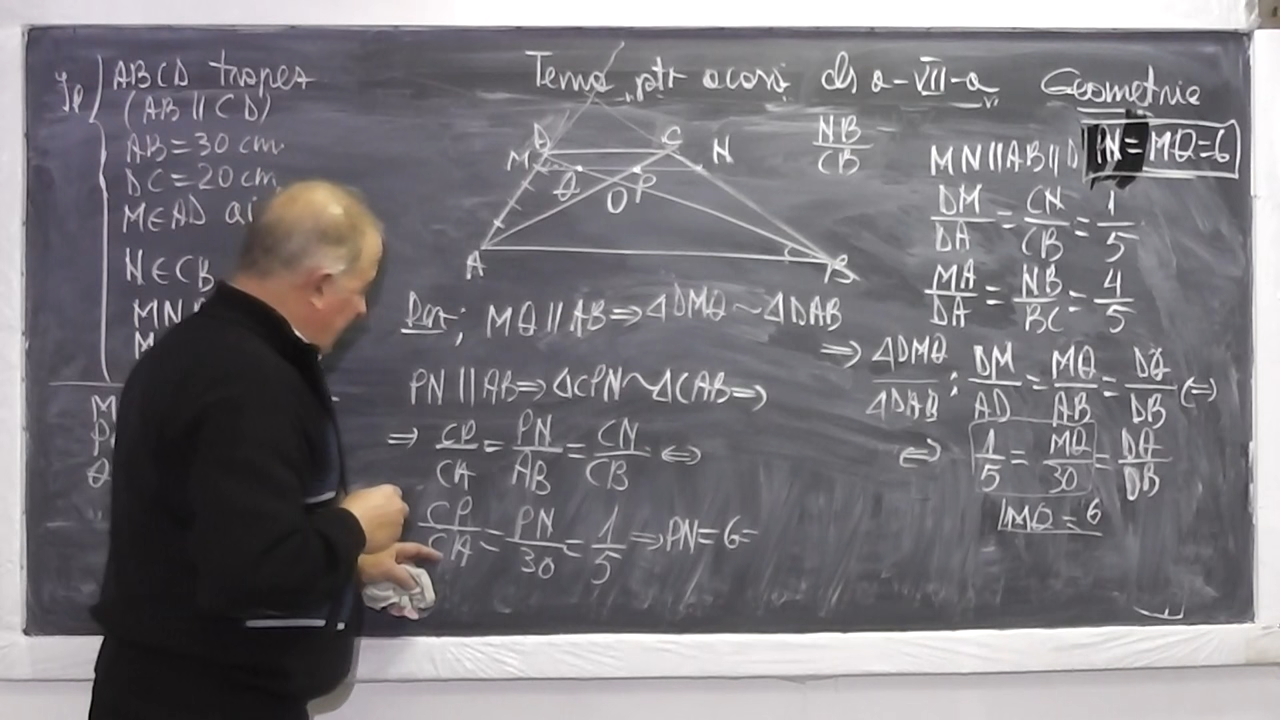 Tema ptr acasă cls a-VII-a
Geometrie
Ip
ABCD trapez
(AB || CD)
AB = 30 cm
DC = 20 cm
M∈AD aî
N∈CB
MN
M
M
P
Q
D C
M N
Q O P
A B
NB/CB
MN || AB || D
PN = MQ = 6
DM/DA = CN/CB = 1/5
MA/DA = NB/BC = 4/5
Dem; MQ || AB ⇒ ΔDMQ ~ ΔDAB
⇒ ΔDMQ/ΔDAB : DM/AD = MQ/AB = DQ/DB (⇔)
⇔ 1/5 = MQ/30 = DQ/DB
MQ = 6
PN || AB ⇒ ΔCPN ~ ΔCAB ⇒
⇒ CP/CA = PN/AB = CN/CB ⇔
CP/CA = PN/30 = 1/5 ⇒ PN = 6 =